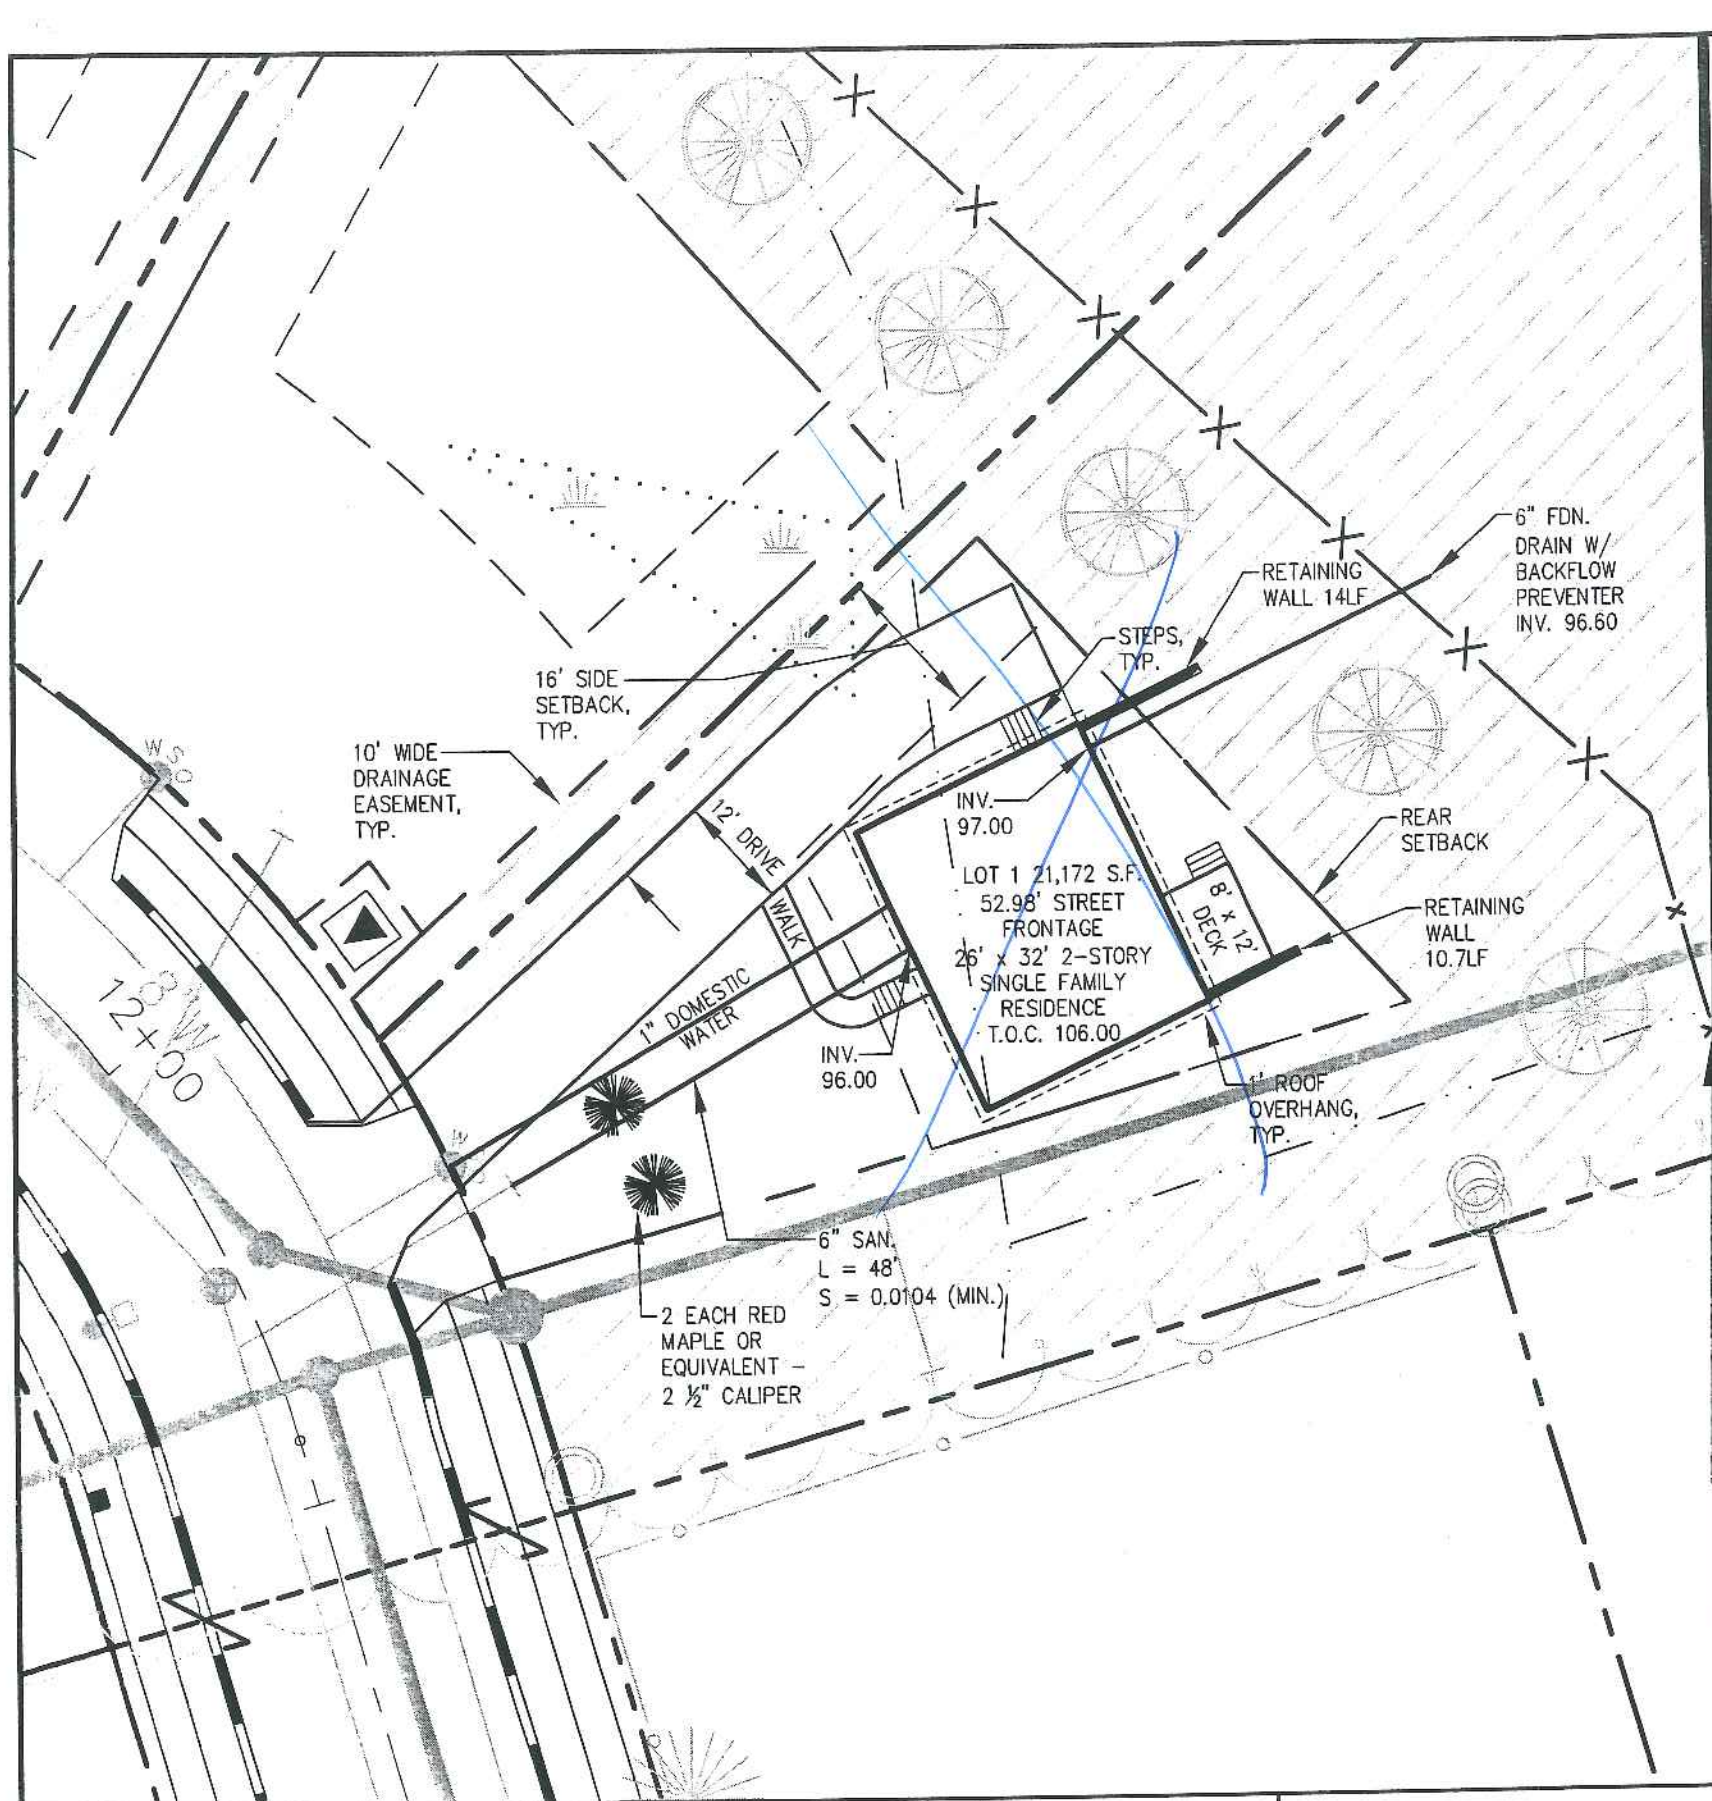 6" FDN.
DRAIN W/
BACKFLOW
PREVENTER
INV. 96.60
RETAINING
WALL 14LF
STEPS,
TYP.
16' SIDE
SETBACK,
TYP.
10' WIDE
DRAINAGE
EASEMENT,
TYP.
W
S
12' DRIVE
WALK
INV.
97.00
REAR
SETBACK
LOT 1 21,172 S.F.
52.98' STREET
FRONTAGE
26' x 32' 2-STORY
SINGLE FAMILY
RESIDENCE
T.O.C. 106.00
8' x 12'
DECK
RETAINING
WALL
10.7LF
1" DOMESTIC
WATER
INV.
96.00
12+00
8"W
W
1' ROOF
OVERHANG,
TYP.
6" SAN.
L = 48'
S = 0.0104 (MIN.)
2 EACH RED
MAPLE OR
EQUIVALENT -
2 ½" CALIPER